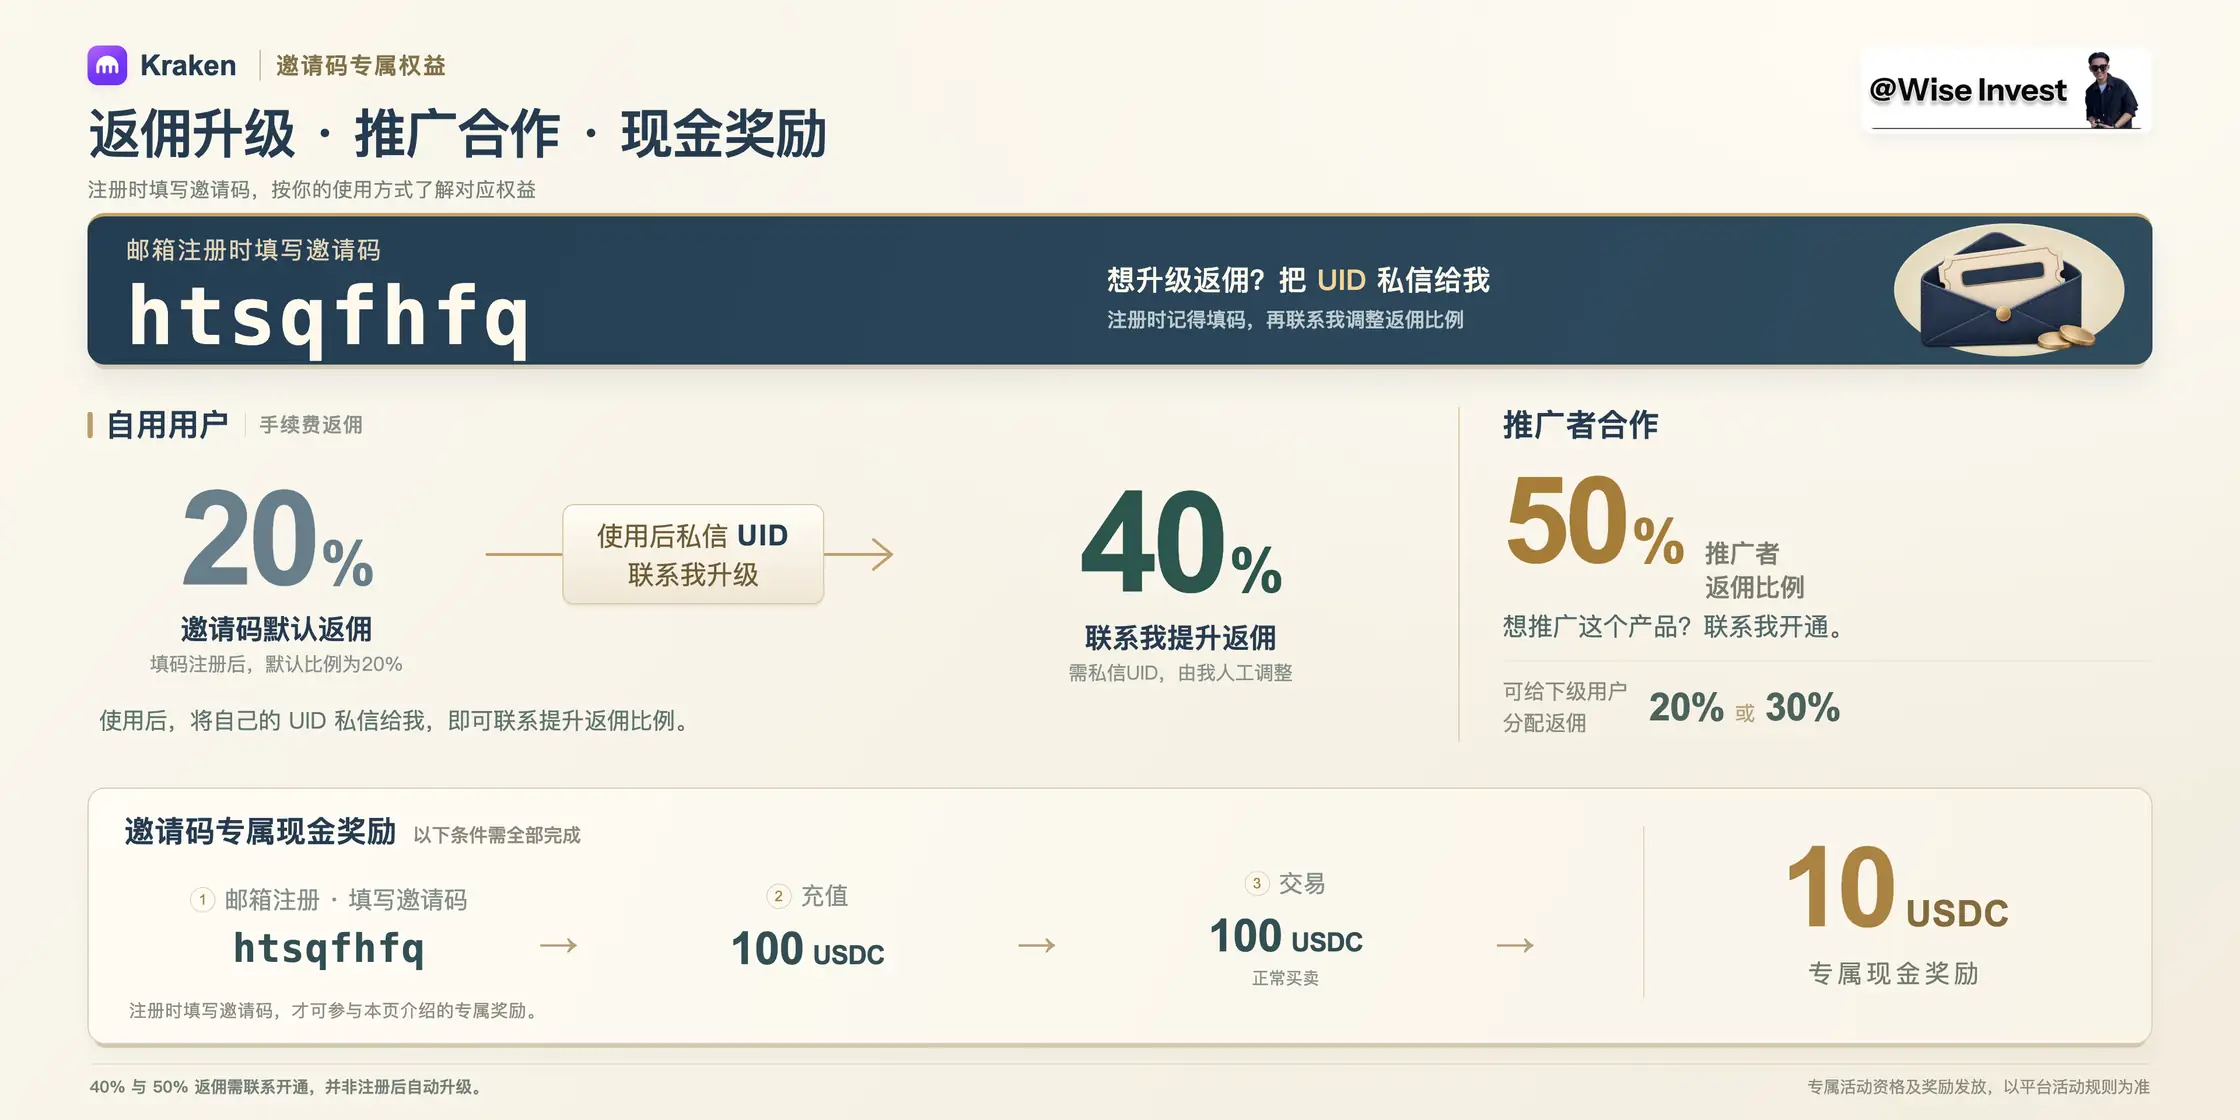 Kraken
邀请码专属权益
@Wise Invest
返佣升级 · 推广合作 · 现金奖励
注册时填写邀请码，按你的使用方式了解对应权益
邮箱注册时填写邀请码
htsqfhfq
想升级返佣？把 UID 私信给我
注册时记得填码，再联系我调整返佣比例
自用用户
手续费返佣
20%
邀请码默认返佣
填码注册后，默认比例为20%
使用后私信 UID
联系我升级
40%
联系我提升返佣
需私信UID，由我人工调整
使用后，将自己的 UID 私信给我，即可联系提升返佣比例。
推广者合作
50%
推广者
返佣比例
想推广这个产品？联系我开通。
可给下级用户
分配返佣
20% 或 30%
邀请码专属现金奖励
以下条件需全部完成
1 邮箱注册 · 填写邀请码
htsqfhfq
2 充值
100 USDC
3 交易
100 USDC
正常买卖
10 USDC
专属现金奖励
注册时填写邀请码，才可参与本页介绍的专属奖励。
40% 与 50% 返佣需联系开通，并非注册后自动升级。
专属活动资格及奖励发放，以平台活动规则为准